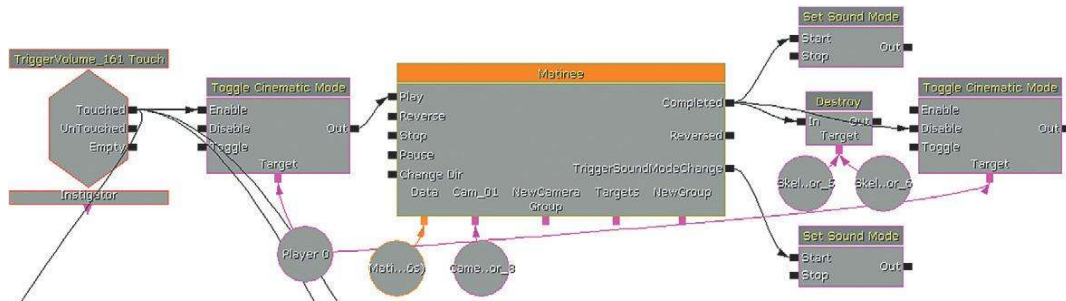 TriggerVolume_161 Touch
Touched
UnTouched
Empty
Instigator
Toggle Cinematic Mode
Enable
Disable
Toggle
Out
Target
Player 0
Matinee
Play
Reverse
Stop
Pause
Change Dir
Completed
Reversed
TriggerSoundModeChange
Data Cam_01 NewCamera Targets NewGroup
Group
Mati...6s)
Came..or_8
Set Sound Mode
Start
Stop
Out
Destroy
In Out
Target
Skel..or_5
Skel..or_6
Toggle Cinematic Mode
Enable
Disable
Toggle
Out
Target
Set Sound Mode
Start
Stop
Out